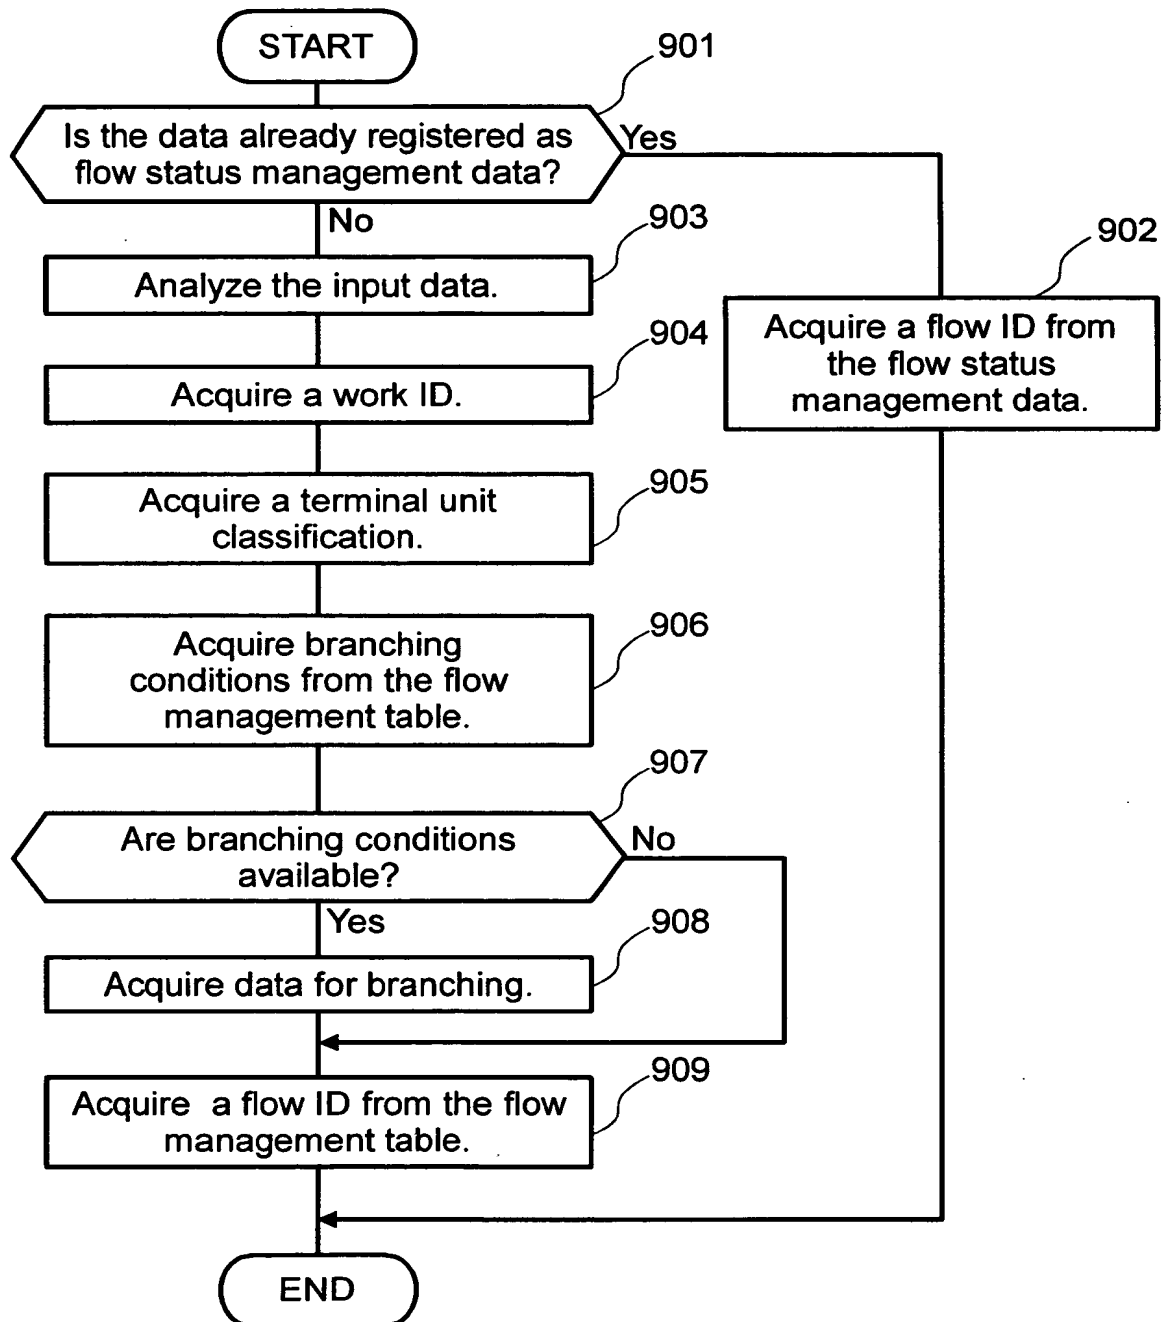 START
901
Is the data already registered as
flow status management data?
Yes
No
903
902
Analyze the input data.
Acquire a flow ID from
the flow status
management data.
904
Acquire a work ID.
905
Acquire a terminal unit
classification.
906
Acquire branching
conditions from the flow
management table.
907
Are branching conditions
available?
No
Yes
908
Acquire data for branching.
909
Acquire a flow ID from the flow
management table.
END